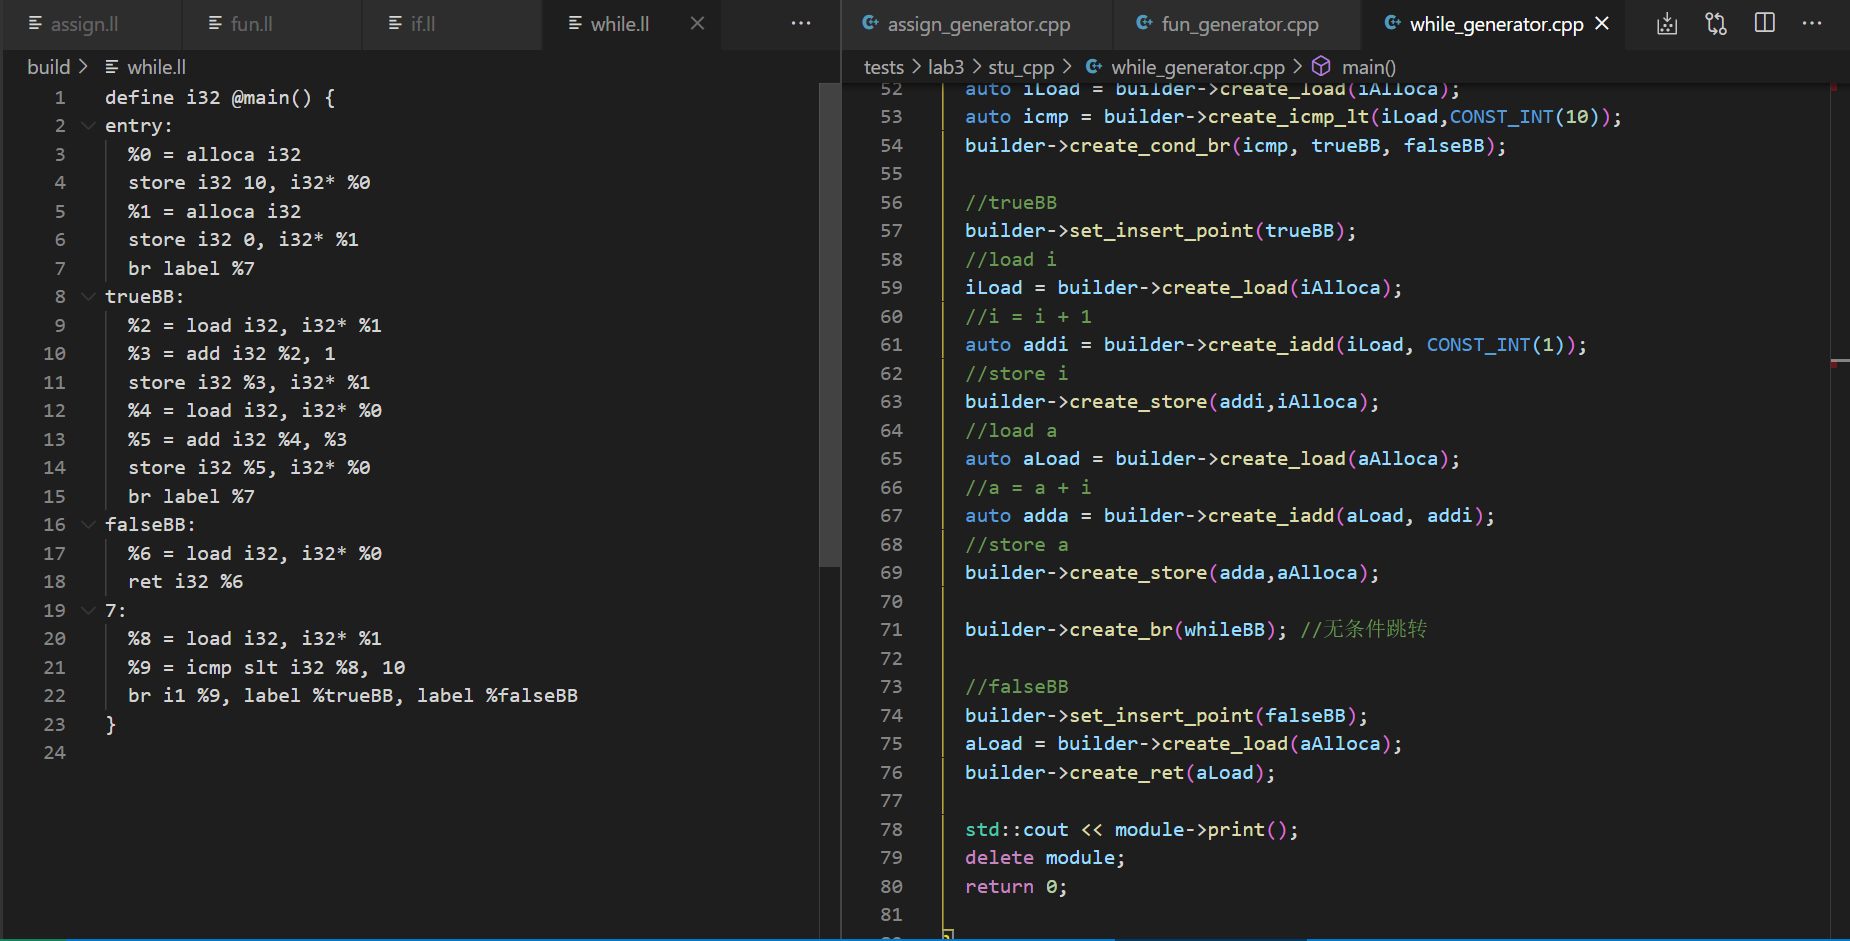 assign.ll
fun.ll
if.ll
while.ll
build > while.ll
1 define i32 @main() {
2 entry:
3 %0 = alloca i32
4 store i32 10, i32* %0
5 %1 = alloca i32
6 store i32 0, i32* %1
7 br label %7
8 trueBB:
9 %2 = load i32, i32* %1
10 %3 = add i32 %2, 1
11 store i32 %3, i32* %1
12 %4 = load i32, i32* %0
13 %5 = add i32 %4, %3
14 store i32 %5, i32* %0
15 br label %7
16 falseBB:
17 %6 = load i32, i32* %0
18 ret i32 %6
19 7:
20 %8 = load i32, i32* %1
21 %9 = icmp slt i32 %8, 10
22 br i1 %9, label %trueBB, label %falseBB
23 }
24
assign_generator.cpp
fun_generator.cpp
while_generator.cpp
tests > lab3 > stu_cpp > while_generator.cpp > main()
52 auto iLoad = builder->create_load(iAlloca);
53 auto icmp = builder->create_icmp_lt(iLoad,CONST_INT(10));
54 builder->create_cond_br(icmp, trueBB, falseBB);
55
56 //trueBB
57 builder->set_insert_point(trueBB);
58 //load i
59 iLoad = builder->create_load(iAlloca);
60 //i = i + 1
61 auto addi = builder->create_iadd(iLoad, CONST_INT(1));
62 //store i
63 builder->create_store(addi,iAlloca);
64 //load a
65 auto aLoad = builder->create_load(aAlloca);
66 //a = a + i
67 auto adda = builder->create_iadd(aLoad, addi);
68 //store a
69 builder->create_store(adda,aAlloca);
70
71 builder->create_br(whileBB); //无条件跳转
72
73 //falseBB
74 builder->set_insert_point(falseBB);
75 aLoad = builder->create_load(aAlloca);
76 builder->create_ret(aLoad);
77
78 std::cout << module->print();
79 delete module;
80 return 0;
81